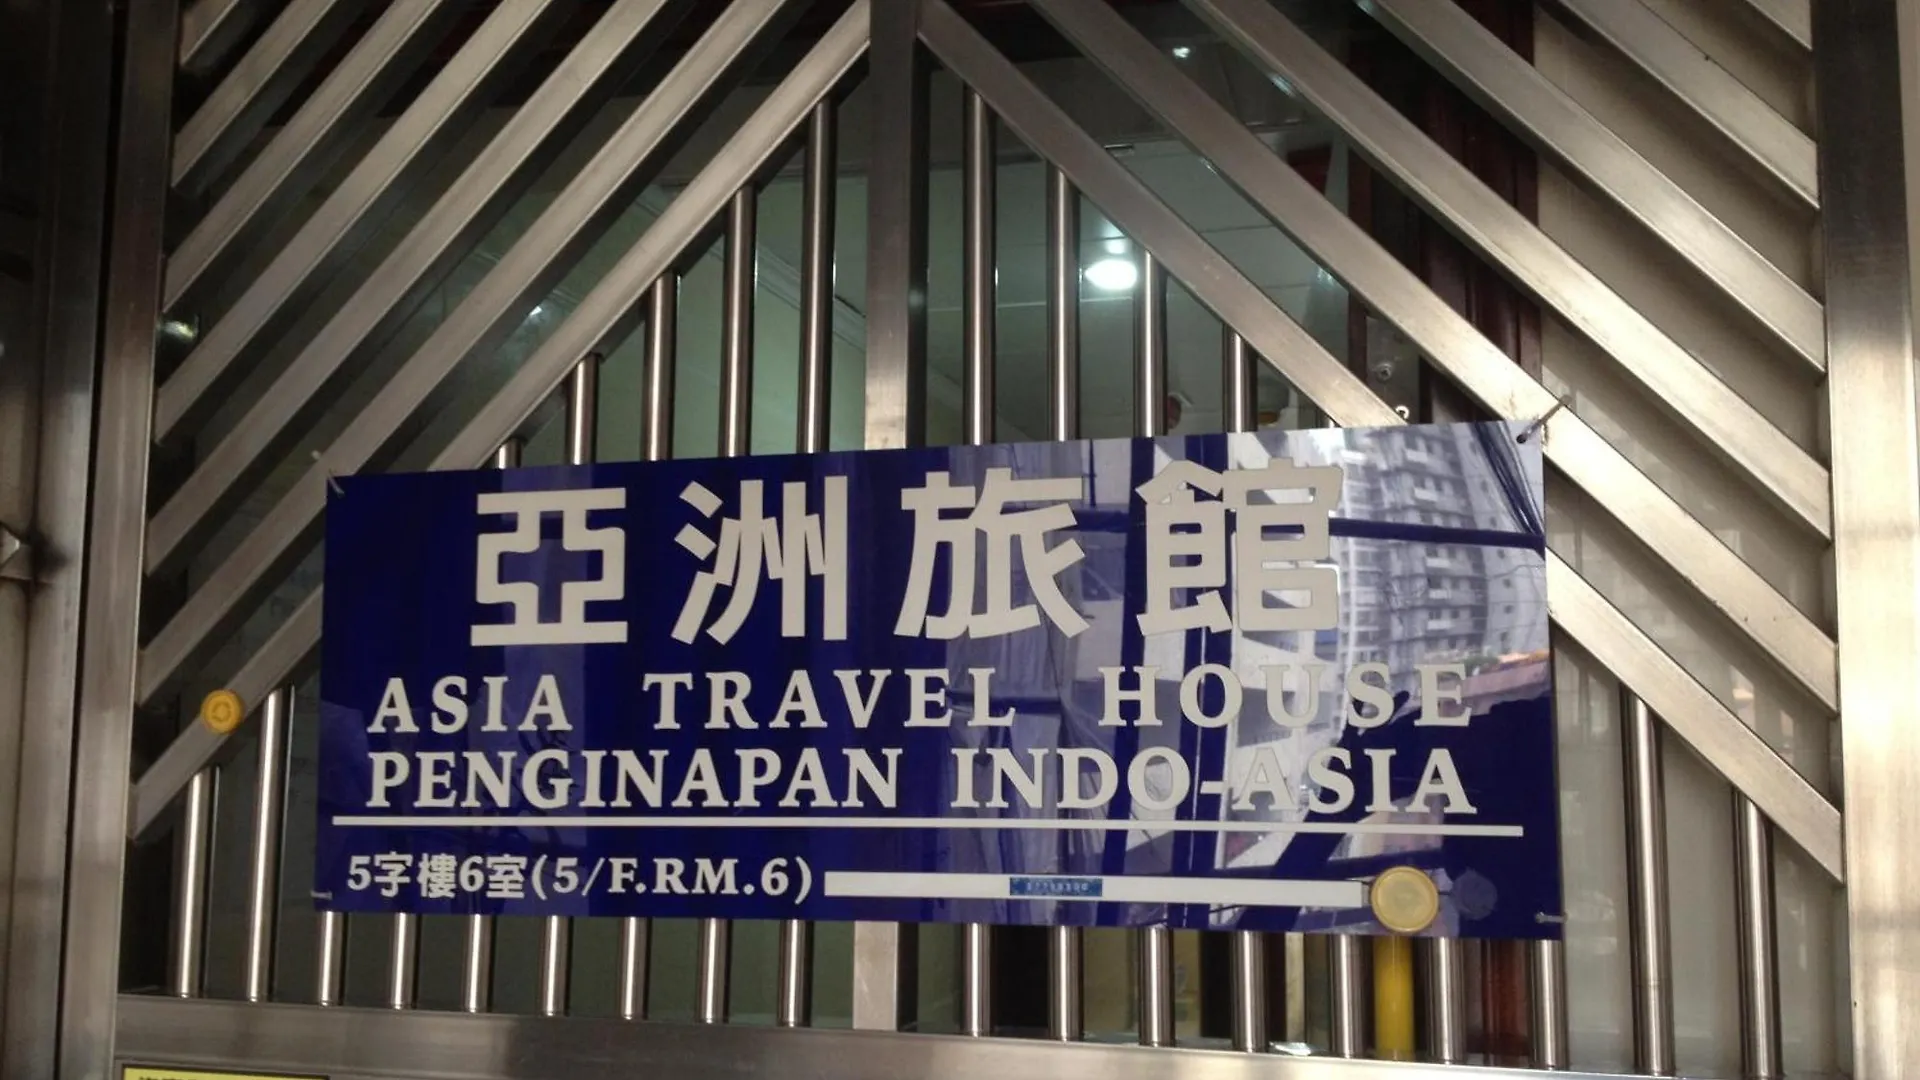 亞洲旅館
ASIA TRAVEL HOUSE
PENGINAPAN INDO-ASIA
5字樓6室(5/F.RM.6)